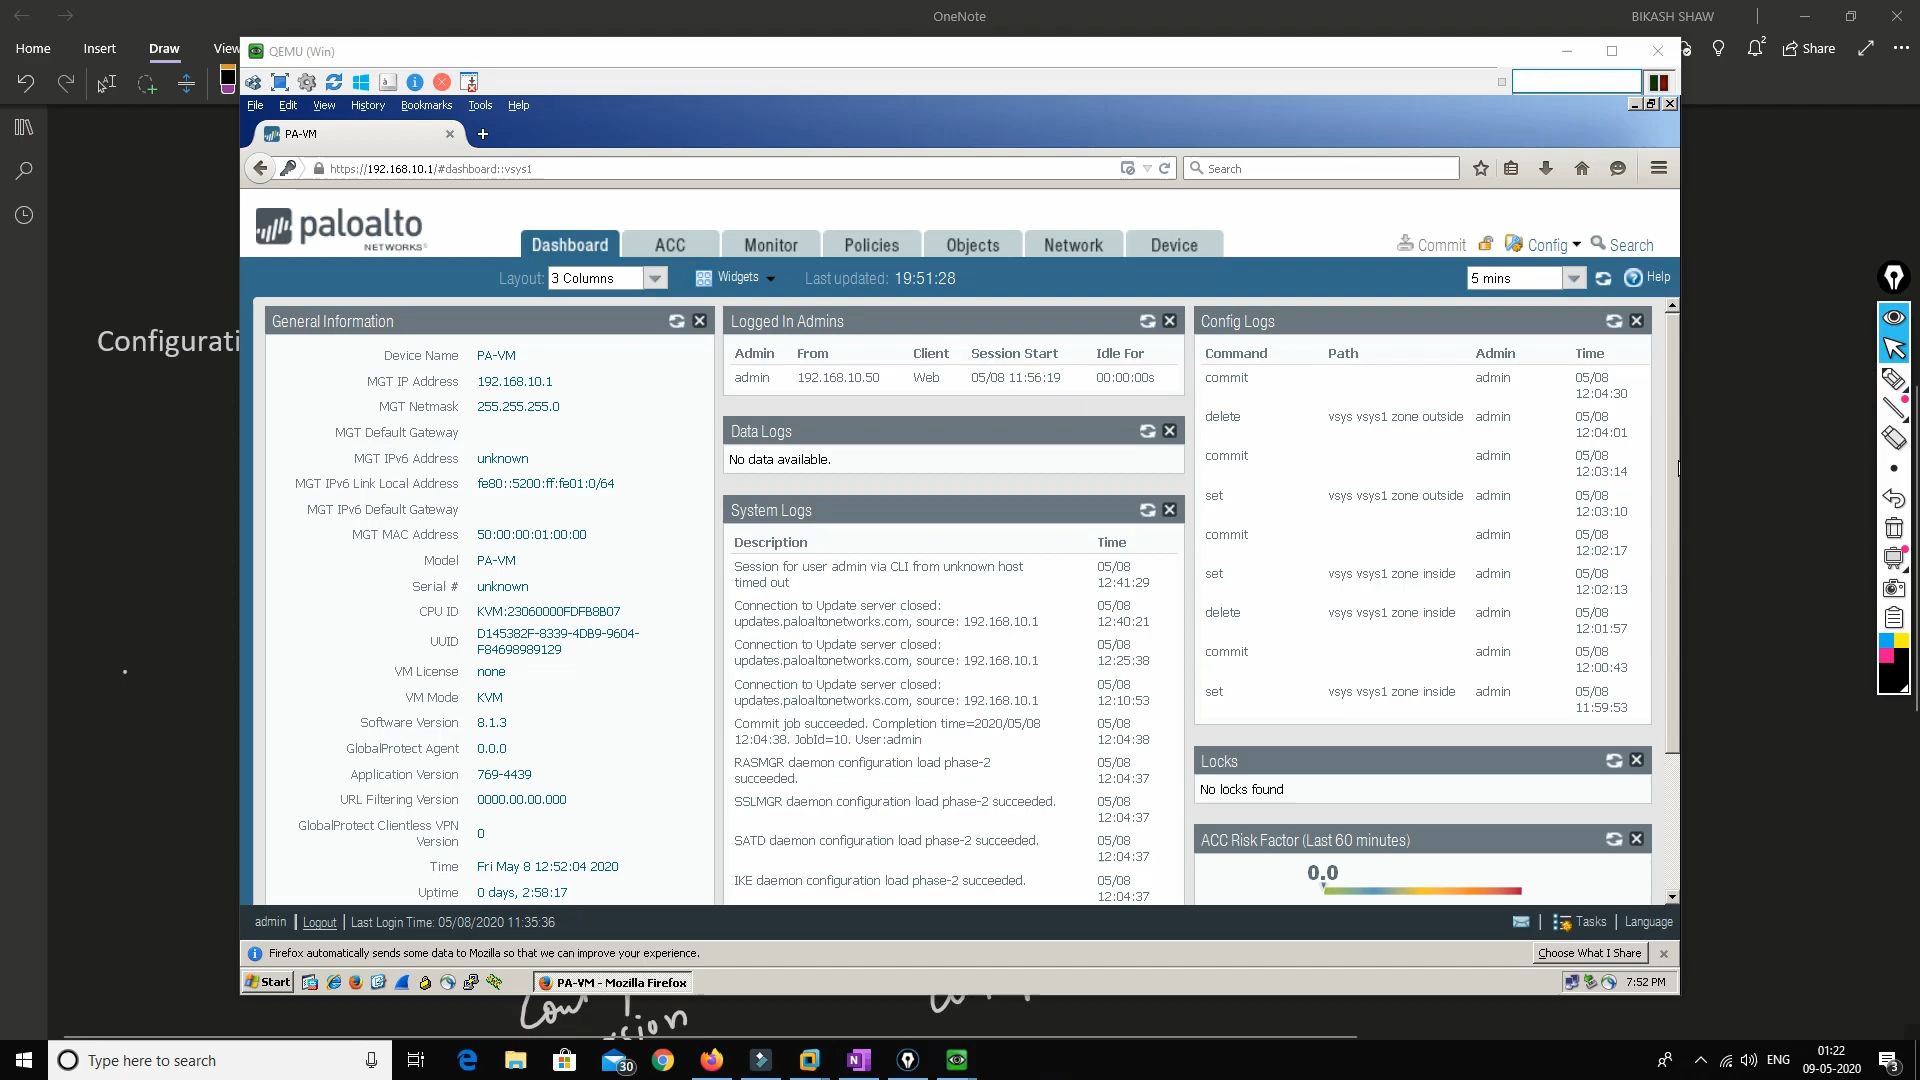 OneNote
BIKASH SHAW
Home Insert Draw View
Share
QEMU (Win)
File Edit View History Bookmarks Tools Help
PA-VM
https://192.168.10.1/#dashboard::vsys1
Search
paloalto
NETWORKS
Dashboard ACC Monitor Policies Objects Network Device
Commit Config Search
Layout: 3 Columns Widgets Last updated: 19:51:28
5 mins Help
General Information
Device Name PA-VM
MGT IP Address 192.168.10.1
MGT Netmask 255.255.255.0
MGT Default Gateway
MGT IPv6 Address unknown
MGT IPv6 Link Local Address fe80::5200:ff:fe01:0/64
MGT IPv6 Default Gateway
MGT MAC Address 50:00:00:01:00:00
Model PA-VM
Serial # unknown
CPU ID KVM:23060000FDFB8B07
UUID D145382F-8339-4DB9-9604-
F84698989129
VM License none
VM Mode KVM
Software Version 8.1.3
GlobalProtect Agent 0.0.0
Application Version 769-4439
URL Filtering Version 0000.00.00.000
GlobalProtect Clientless VPN
Version 0
Time Fri May 8 12:52:04 2020
Uptime 0 days, 2:58:17
Logged In Admins
Admin From Client Session Start Idle For
admin 192.168.10.50 Web 05/08 11:56:19 00:00:00s
Data Logs
No data available.
System Logs
Description Time
Session for user admin via CLI from unknown host 05/08
timed out 12:41:29
Connection to Update server closed: 05/08
updates.paloaltonetworks.com, source: 192.168.10.1 12:40:21
Connection to Update server closed: 05/08
updates.paloaltonetworks.com, source: 192.168.10.1 12:25:38
Connection to Update server closed: 05/08
updates.paloaltonetworks.com, source: 192.168.10.1 12:10:53
Commit job succeeded. Completion time=2020/05/08 05/08
12:04:38. JobId=10. User:admin 12:04:38
RASMGR daemon configuration load phase-2 05/08
succeeded. 12:04:37
SSLMGR daemon configuration load phase-2 succeeded. 05/08
12:04:37
SATD daemon configuration load phase-2 succeeded. 05/08
12:04:37
IKE daemon configuration load phase-2 succeeded. 05/08
12:04:37
Config Logs
Command Path Admin Time
commit admin 05/08
12:04:30
delete vsys vsys1 zone outside admin 05/08
12:04:01
commit admin 05/08
12:03:14
set vsys vsys1 zone outside admin 05/08
12:03:10
commit admin 05/08
12:02:17
set vsys vsys1 zone inside admin 05/08
12:02:13
delete vsys vsys1 zone inside admin 05/08
12:01:57
commit admin 05/08
12:00:43
set vsys vsys1 zone inside admin 05/08
11:59:53
Locks
No locks found
ACC Risk Factor (Last 60 minutes)
0.0
admin Logout Last Login Time: 05/08/2020 11:35:36
Tasks Language
Firefox automatically sends some data to Mozilla so that we can improve your experience.
Choose What I Share
Start PA-VM - Mozilla Firefox 7:52 PM
Configurati
Type here to search
30
ENG 01:22
09-05-2020
3